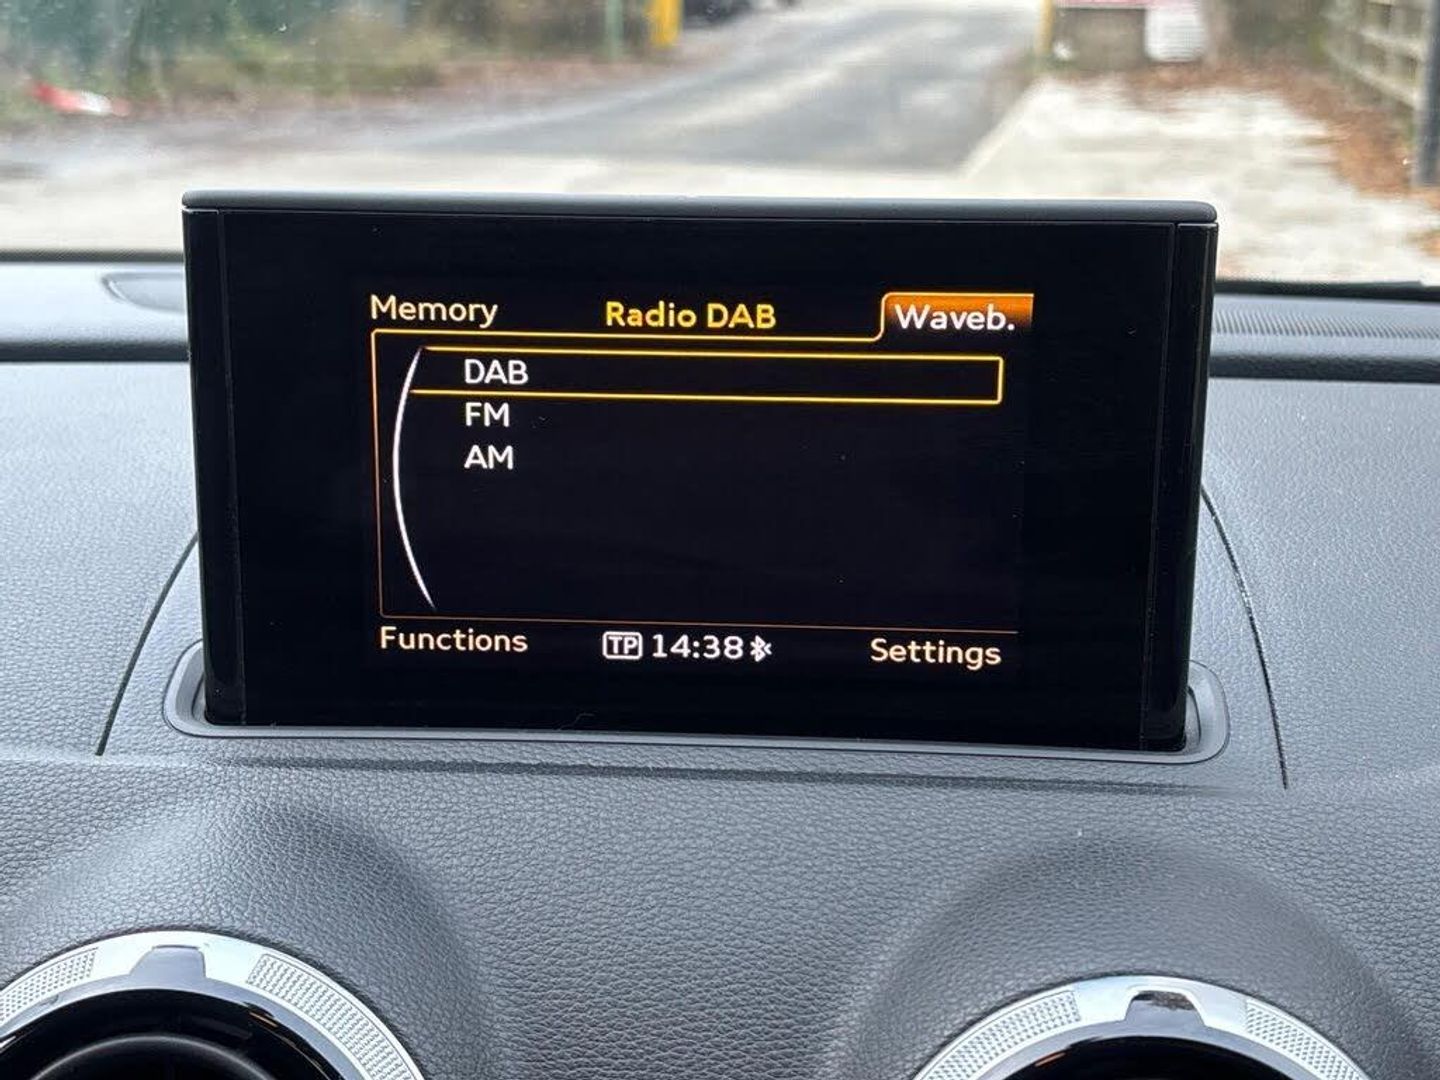 Memory Radio DAB Waveb.
DAB
FM
AM
Functions TP 14:38 Settings